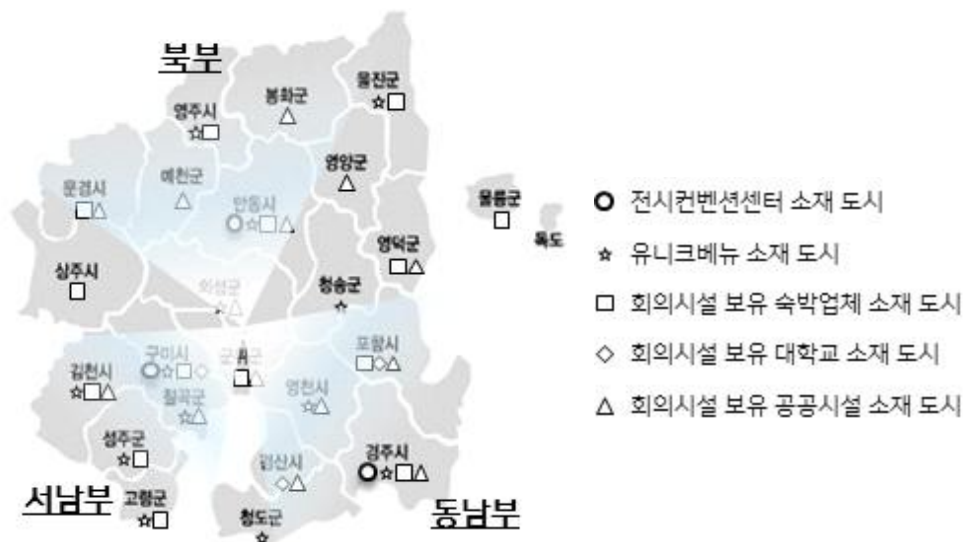 북부
울진군
☆□
봉화군
△
영주시
☆□
영양군
△
예천군
△
문경시
□△
안동시
○☆□△
울릉군
□
독도
영덕군
□△
상주시
□
청송군
☆
의성군
☆△
포항시
□◇△
구미시
○☆□◇
김천시
☆□△
영천시
☆△
칠곡군
☆△
성주군
☆□
경주시
○☆□△
경산시
◇△
서남부
고령군
☆□
동남부
청도군
☆
○ 전시컨벤션센터 소재 도시
☆ 유니크베뉴 소재 도시
□ 회의시설 보유 숙박업체 소재 도시
◇ 회의시설 보유 대학교 소재 도시
△ 회의시설 보유 공공시설 소재 도시